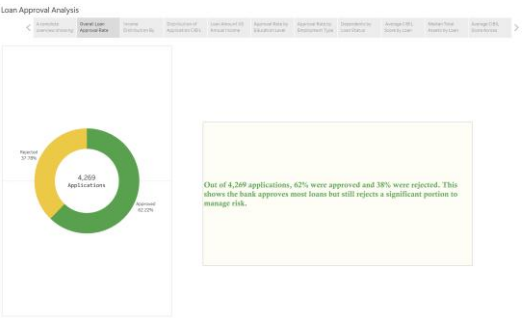 Loan Approval Analysis
Overall Loan
Approval Rate
Income
Distribution By
Distribution of
Application CIBIL
Loan Amount VS
Annual Income
Approval Rate by
Education Level
Approval Rate by
Employment Type
Dependents by
Loan Status
Average CIBIL
Score by Loan
Median Total
Assets by Loan
Average CIBIL
Rejected
37.78%
4,269
Applications
Approved
62.22%
Out of 4,269 applications, 62% were approved and 38% were rejected. This
shows the bank approves most loans but still rejects a significant portion to
manage risk.